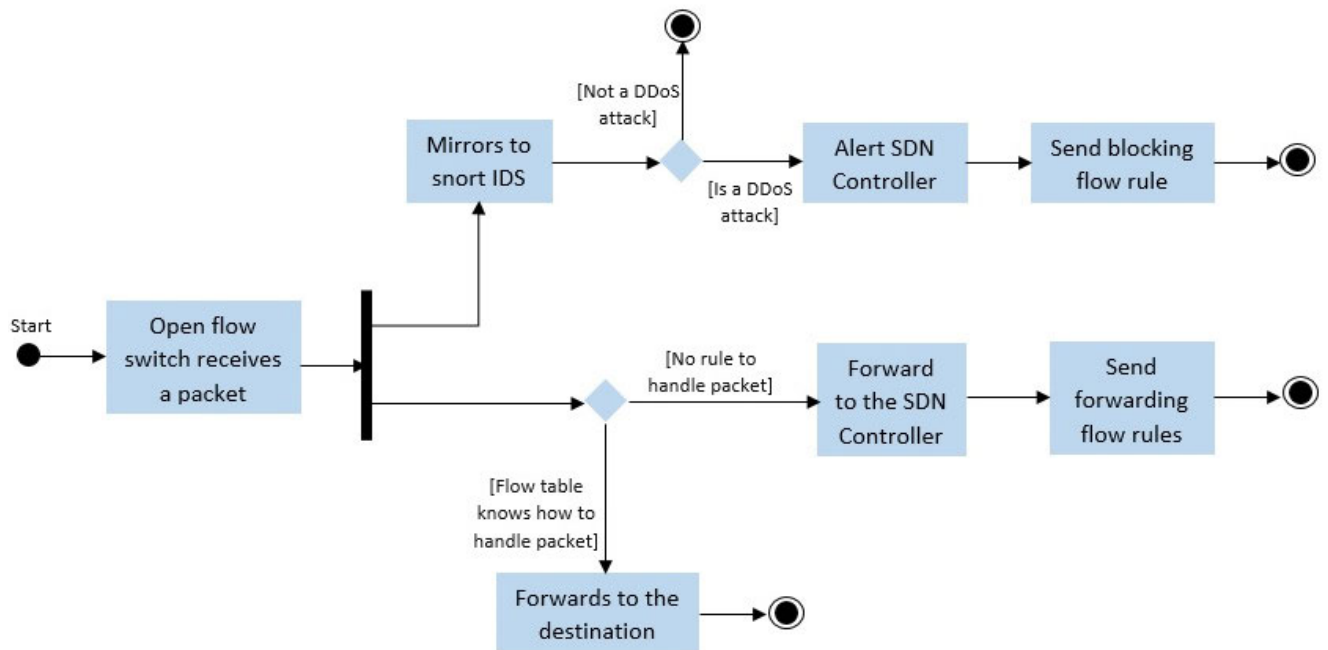 [Not a DDoS
attack]
Mirrors to
snort IDS
Alert SDN
Controller
Send blocking
flow rule
[Is a DDoS
attack]
Start
Open flow
switch receives
a packet
[No rule to
handle packet]
Forward
to the SDN
Controller
Send
forwarding
flow rules
[Flow table
knows how to
handle packet]
Forwards to the
destination